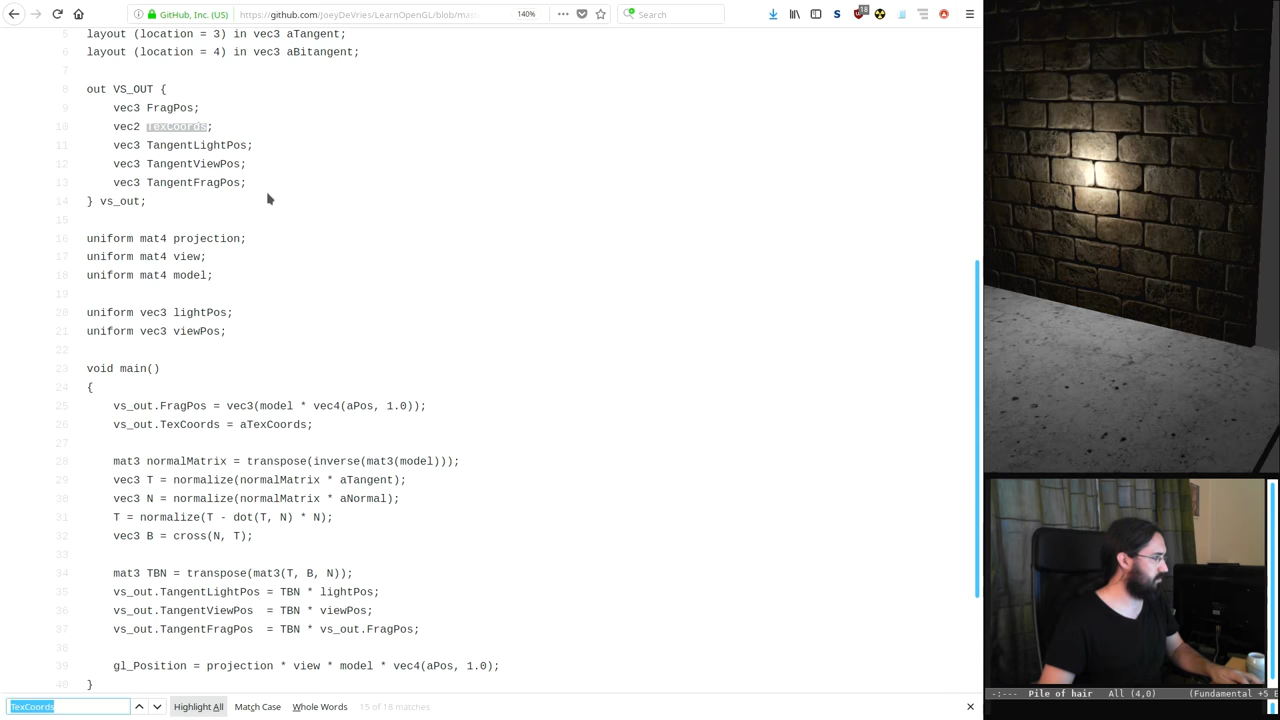 GitHub, Inc. (US)
https://github.com/JoeyDeVries/LearnOpenGL/blob/mas
140%
Search
S
18
5 layout (location = 3) in vec3 aTangent;
6 layout (location = 4) in vec3 aBitangent;
7
8 out VS_OUT {
9 vec3 FragPos;
10 vec2 TexCoords;
11 vec3 TangentLightPos;
12 vec3 TangentViewPos;
13 vec3 TangentFragPos;
14 } vs_out;
15
16 uniform mat4 projection;
17 uniform mat4 view;
18 uniform mat4 model;
19
20 uniform vec3 lightPos;
21 uniform vec3 viewPos;
22
23 void main()
24 {
25 vs_out.FragPos = vec3(model * vec4(aPos, 1.0));
26 vs_out.TexCoords = aTexCoords;
27
28 mat3 normalMatrix = transpose(inverse(mat3(model)));
29 vec3 T = normalize(normalMatrix * aTangent);
30 vec3 N = normalize(normalMatrix * aNormal);
31 T = normalize(T - dot(T, N) * N);
32 vec3 B = cross(N, T);
33
34 mat3 TBN = transpose(mat3(T, B, N));
35 vs_out.TangentLightPos = TBN * lightPos;
36 vs_out.TangentViewPos  = TBN * viewPos;
37 vs_out.TangentFragPos  = TBN * vs_out.FragPos;
38
39 gl_Position = projection * view * model * vec4(aPos, 1.0);
40 }
TexCoords
Highlight All
Match Case
Whole Words
15 of 18 matches
-:--- Pile of hair All (4,0) (Fundamental +5 E